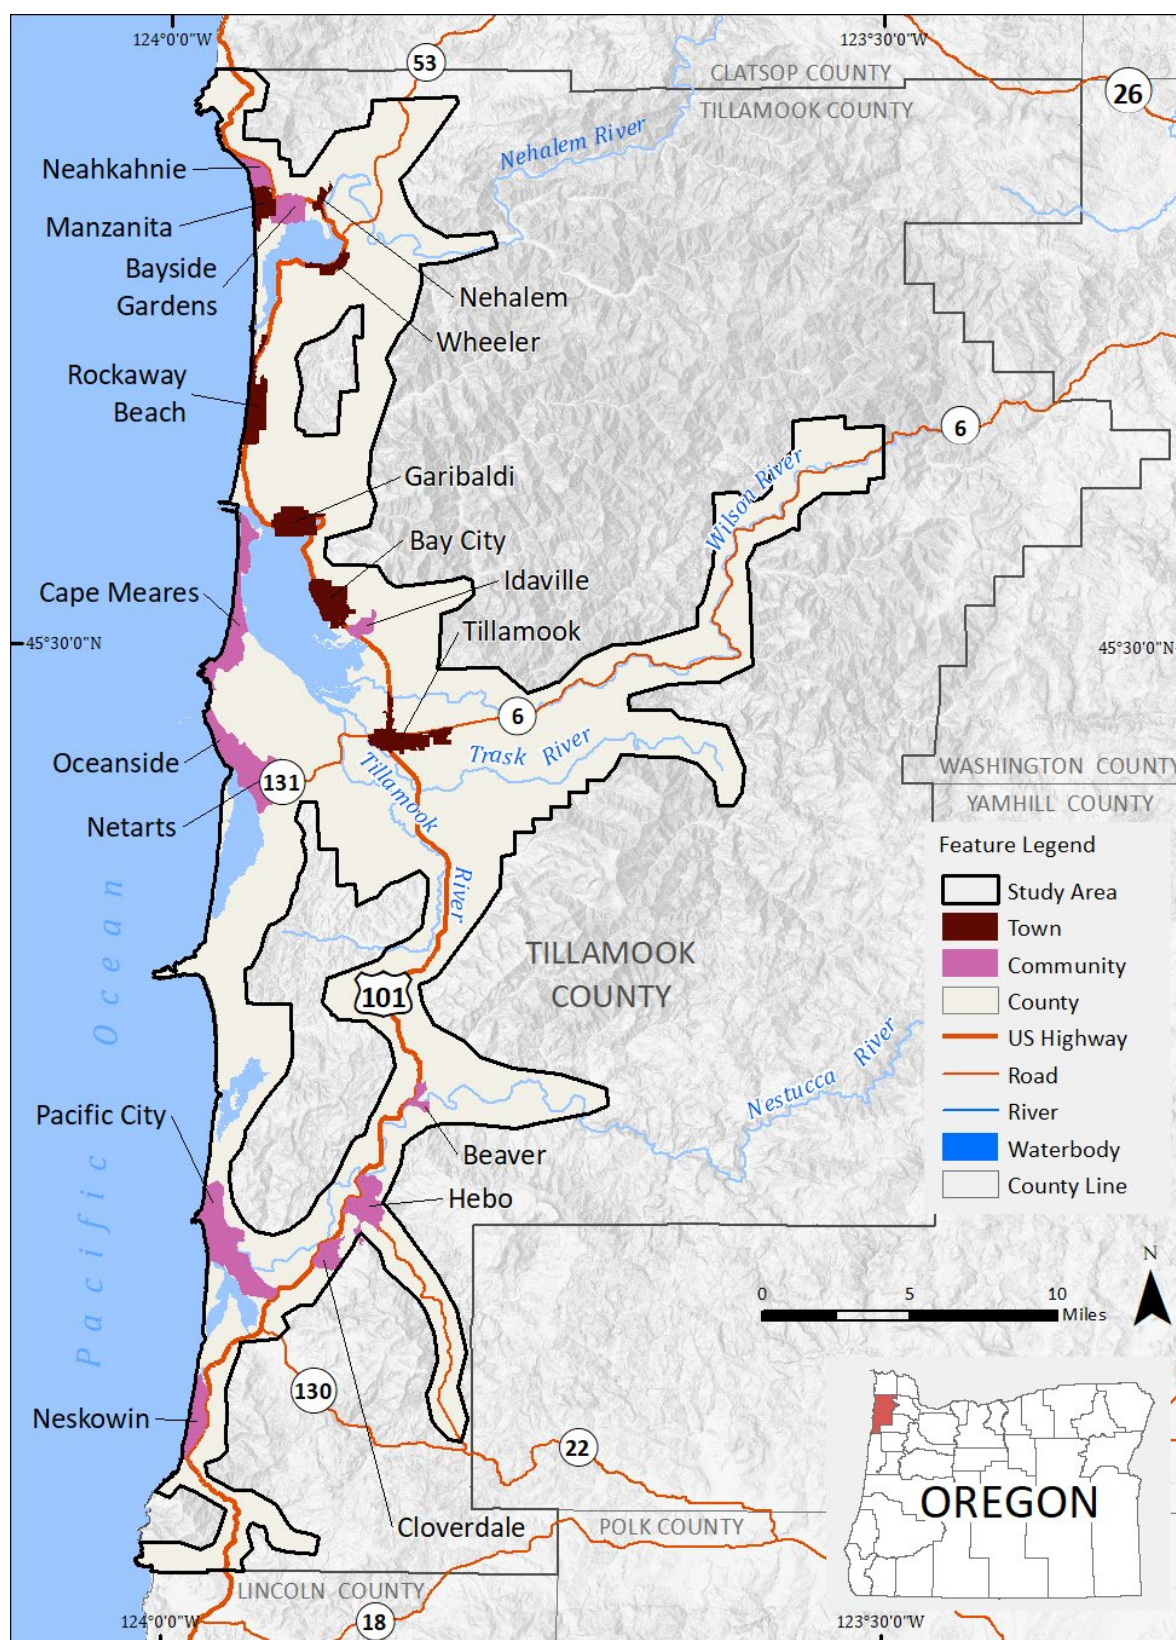 124°0'0"W
123°30'0"W
53
CLATSOP COUNTY
TILLAMOOK COUNTY
26
Nehalem River
Neahkahnie
Manzanita
Bayside
Gardens
Nehalem
Wheeler
Rockaway
Beach
6
Wilson River
Garibaldi
Bay City
Idaville
Cape Meares
Tillamook
45°30'0"N
45°30'0"N
6
Trask River
Oceanside
131
Tillamook River
Netarts
WASHINGTON COUNTY
YAMHILL COUNTY
Feature Legend
Study Area
Town
Community
County
US Highway
Road
River
Waterbody
County Line
TILLAMOOK
COUNTY
101
Pacific Ocean
Nestucca River
Pacific City
Beaver
Hebo
N
0 5 10
Miles
130
Neskowin
22
OREGON
Cloverdale
POLK COUNTY
LINCOLN COUNTY
18
124°0'0"W
123°30'0"W